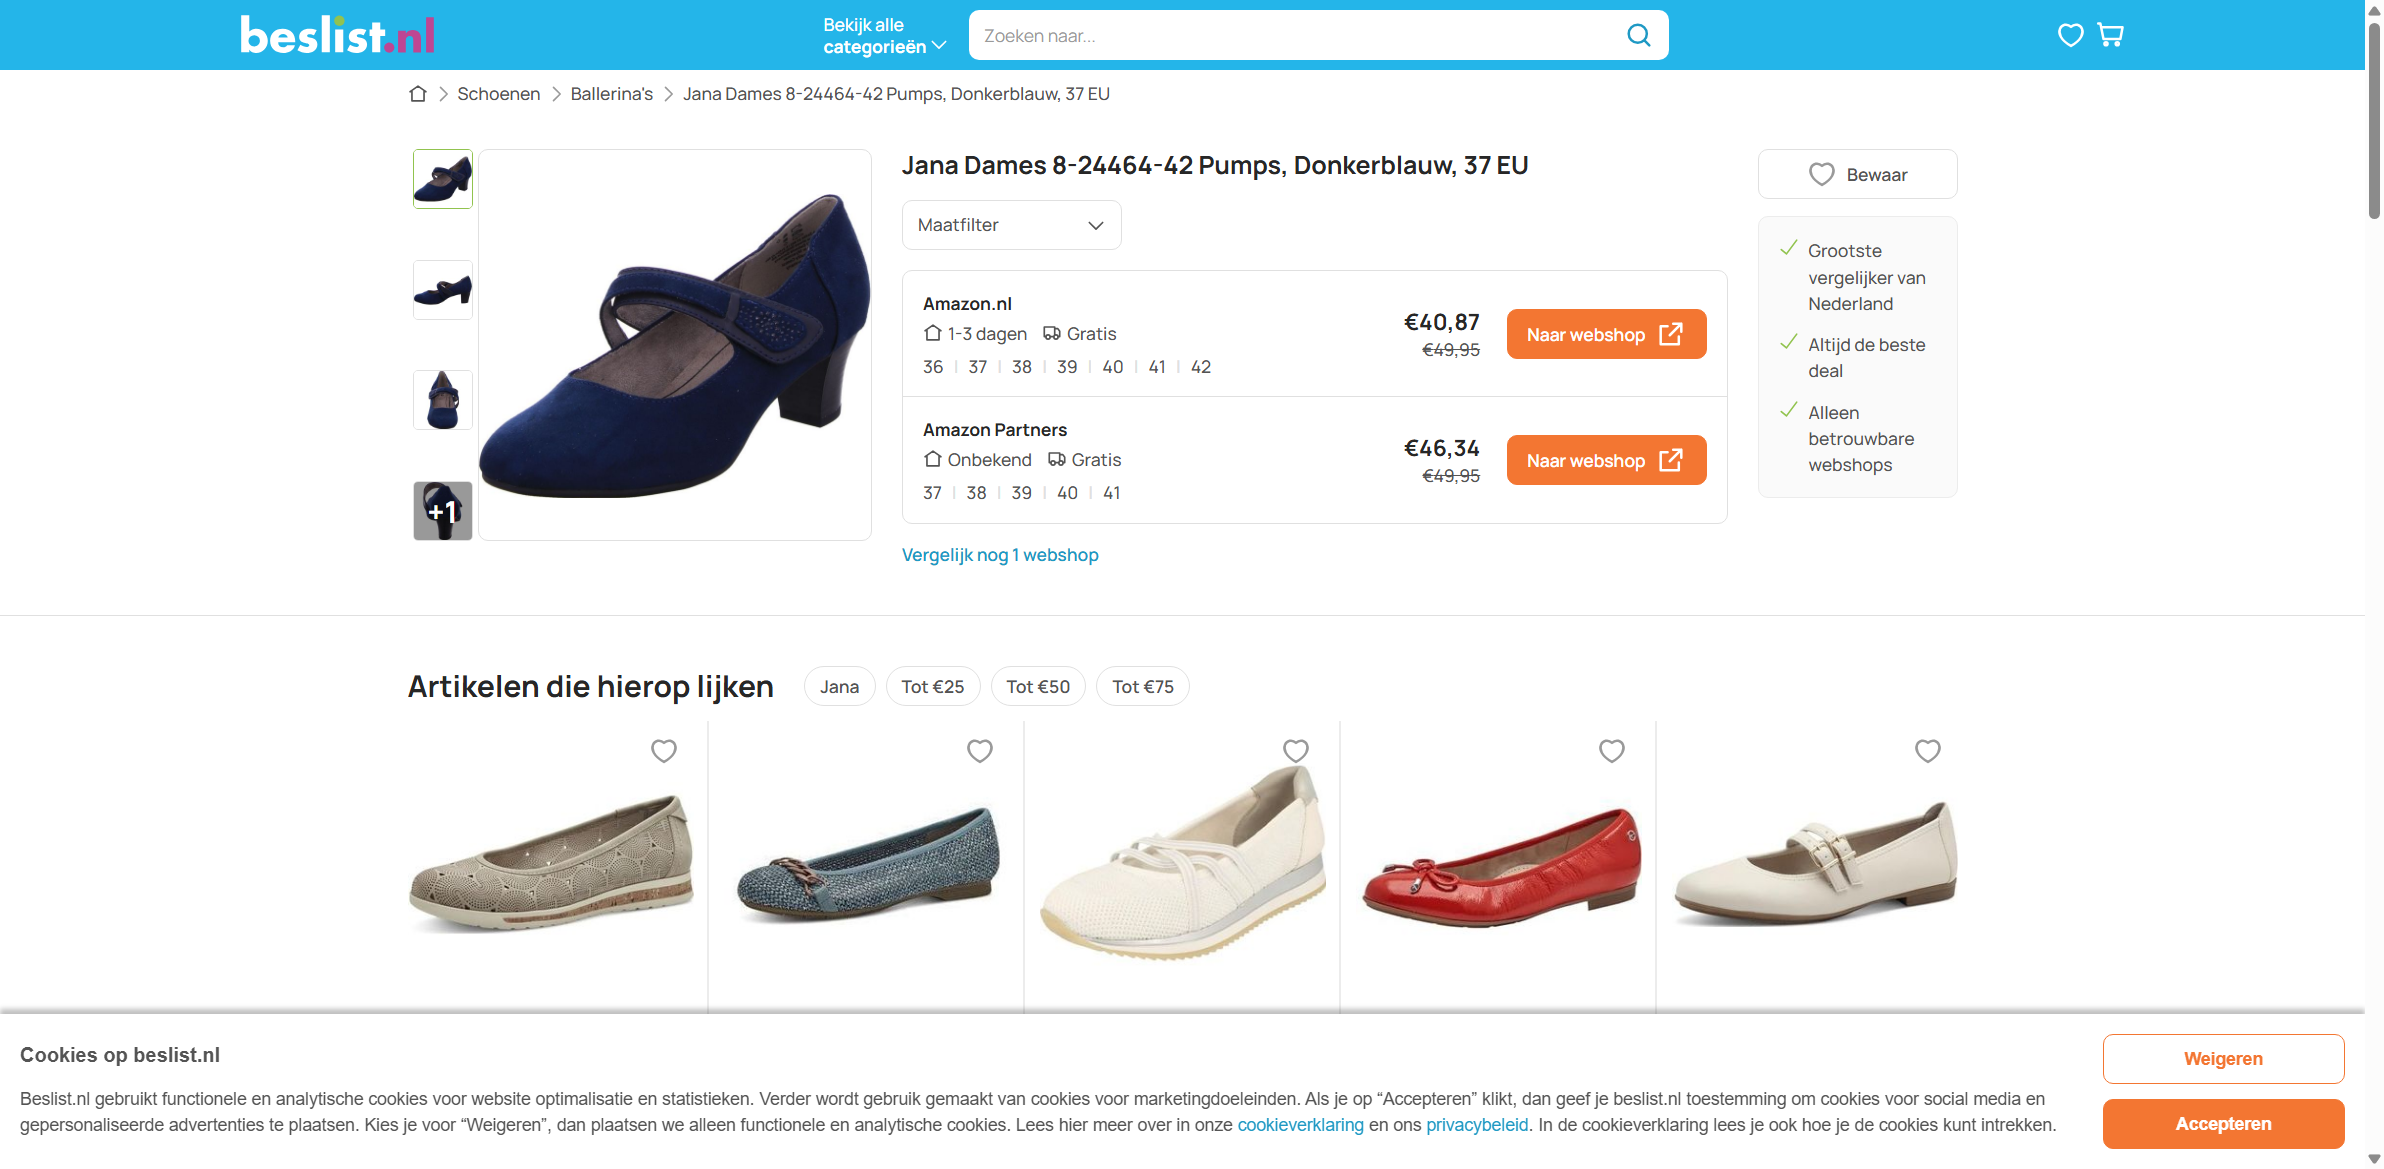 beslist.nl
Bekijk alle
categorieën
Zoeken naar...
Schoenen
Ballerina's
Jana Dames 8-24464-42 Pumps, Donkerblauw, 37 EU
+1
Jana Dames 8-24464-42 Pumps, Donkerblauw, 37 EU
Maatfilter
Amazon.nl
1-3 dagen Gratis
36 37 38 39 40 41 42
€40,87
€49,95
Naar webshop
Amazon Partners
Onbekend Gratis
37 38 39 40 41
€46,34
€49,95
Naar webshop
Vergelijk nog 1 webshop
Bewaar
Grootste
vergelijker van
Nederland
Altijd de beste
deal
Alleen
betrouwbare
webshops
Artikelen die hierop lijken
Jana
Tot €25
Tot €50
Tot €75
Cookies op beslist.nl
Beslist.nl gebruikt functionele en analytische cookies voor website optimalisatie en statistieken. Verder wordt gebruik gemaakt van cookies voor marketingdoeleinden. Als je op “Accepteren” klikt, dan geef je beslist.nl toestemming om cookies voor social media en
gepersonaliseerde advertenties te plaatsen. Kies je voor “Weigeren”, dan plaatsen we alleen functionele en analytische cookies. Lees hier meer over in onze cookieverklaring en ons privacybeleid. In de cookieverklaring lees je ook hoe je de cookies kunt intrekken.
Weigeren
Accepteren